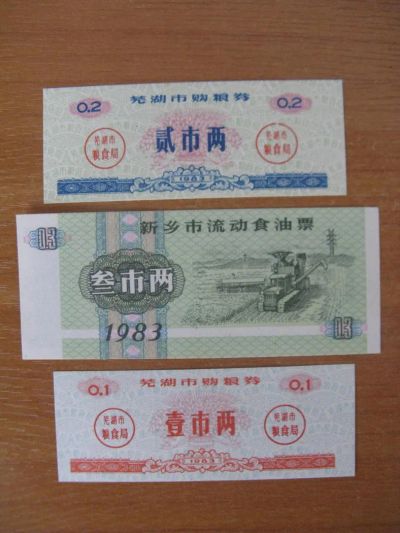 0.2 芜湖市购粮券 0.2
芜湖市
粮食局
贰市两
芜湖市
粮食局
1983
新乡市流动食油票
0.3
叁市两
1983
0.3
0.1 芜湖市购粮券 0.1
芜湖市
粮食局
壹市两
芜湖市
粮食局
1983